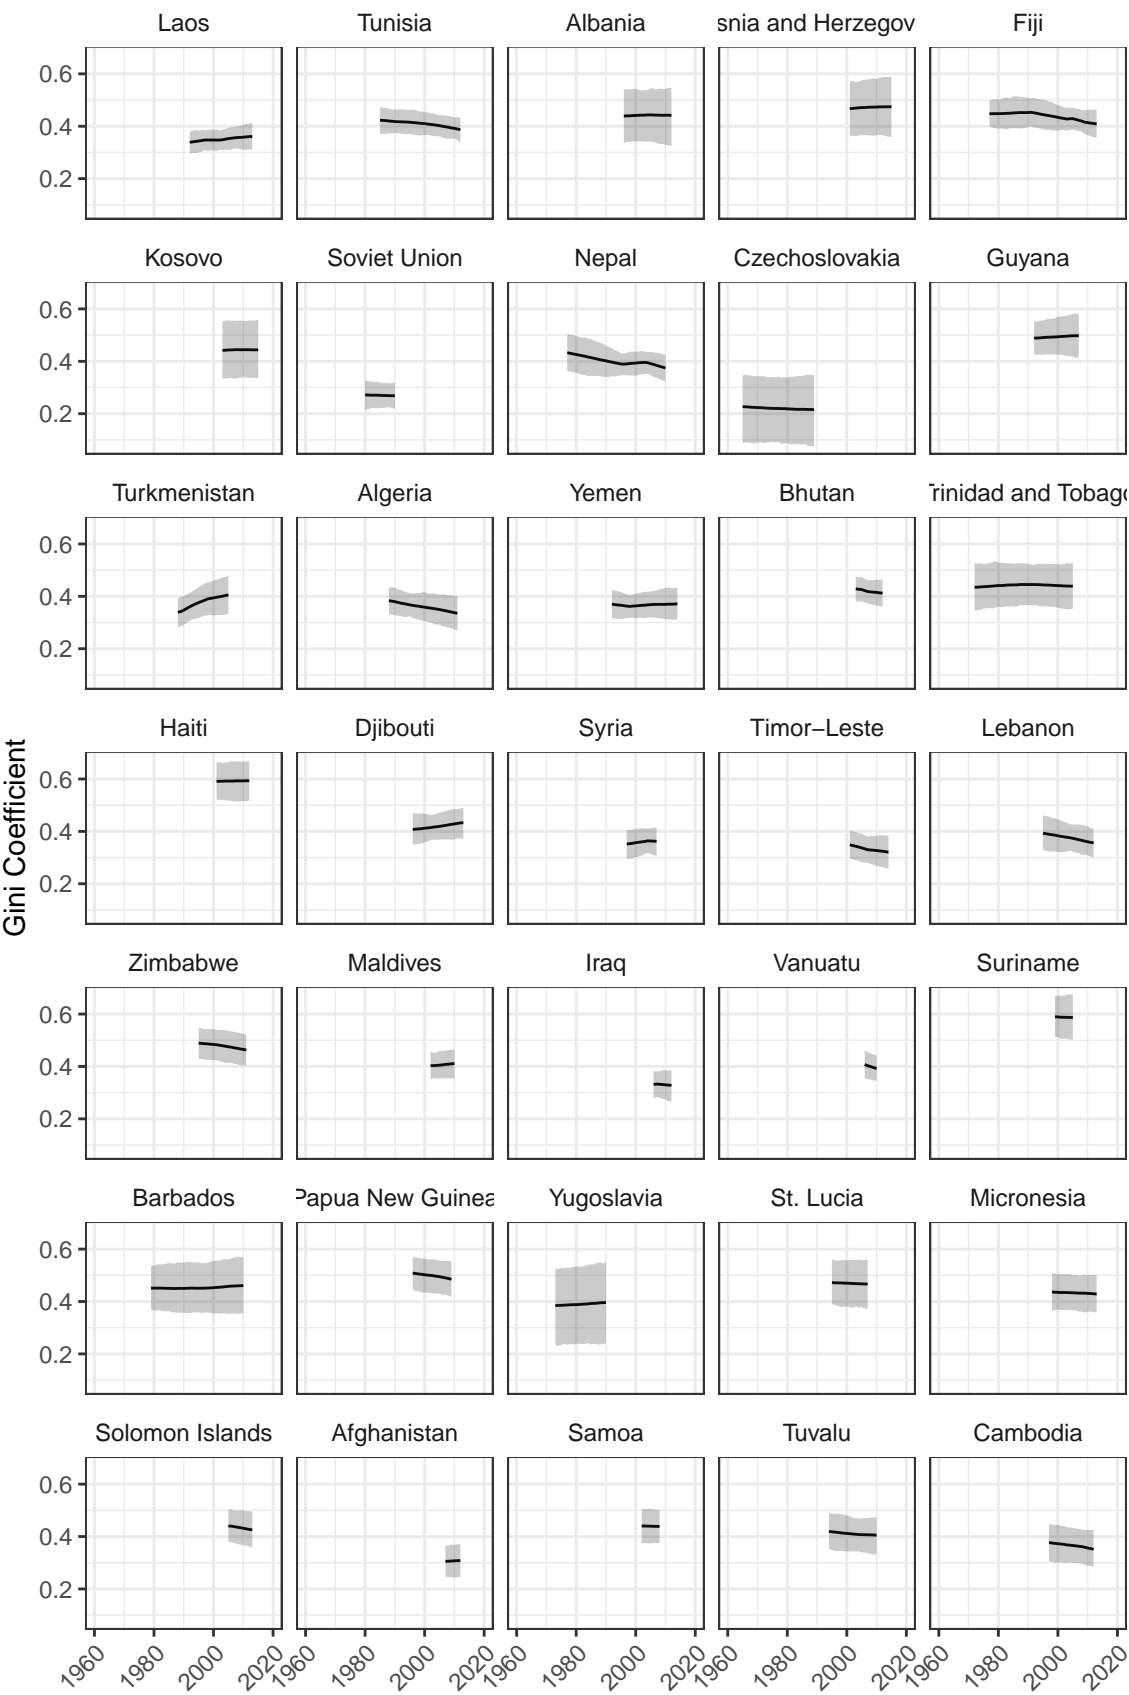 Laos Tunisia Albania snia and Herzegov Fiji
0.6
0.4
0.2
Kosovo Soviet Union Nepal Czechoslovakia Guyana
0.6
0.4
0.2
Turkmenistan Algeria Yemen Bhutan Trinidad and Tobago
0.6
0.4
0.2
Haiti Djibouti Syria Timor−Leste Lebanon
0.6
0.4
0.2
Gini Coefficient
Zimbabwe Maldives Iraq Vanuatu Suriname
0.6
0.4
0.2
Barbados Papua New Guinea Yugoslavia St. Lucia Micronesia
0.6
0.4
0.2
Solomon Islands Afghanistan Samoa Tuvalu Cambodia
0.6
0.4
0.2
1960 1980 2000 2020 1960 1980 2000 2020 1960 1980 2000 2020 1960 1980 2000 2020 1960 1980 2000 2020